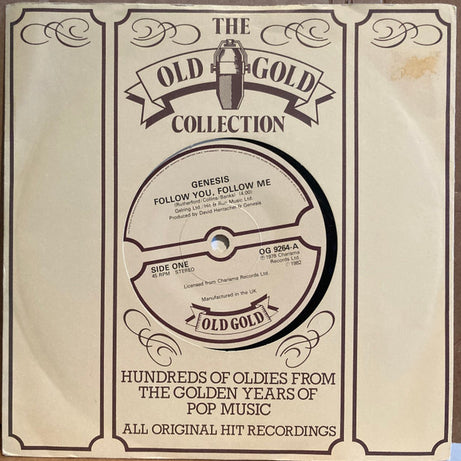 THE
OLD GOLD
COLLECTION
GENESIS
FOLLOW YOU, FOLLOW ME
(Rutherford/Collins/Banks) (4.00)
Gelring Ltd./Hit & Run Music Ltd.
Produced by David Hentschel & Genesis
SIDE ONE
45 RPM STEREO
OG 9264-A
℗ 1978 Charisma
Records Ltd.
© 1982
Licensed from Charisma Records Ltd.
Manufactured in the UK
OLD GOLD
HUNDREDS OF OLDIES FROM
THE GOLDEN YEARS OF
POP MUSIC
ALL ORIGINAL HIT RECORDINGS